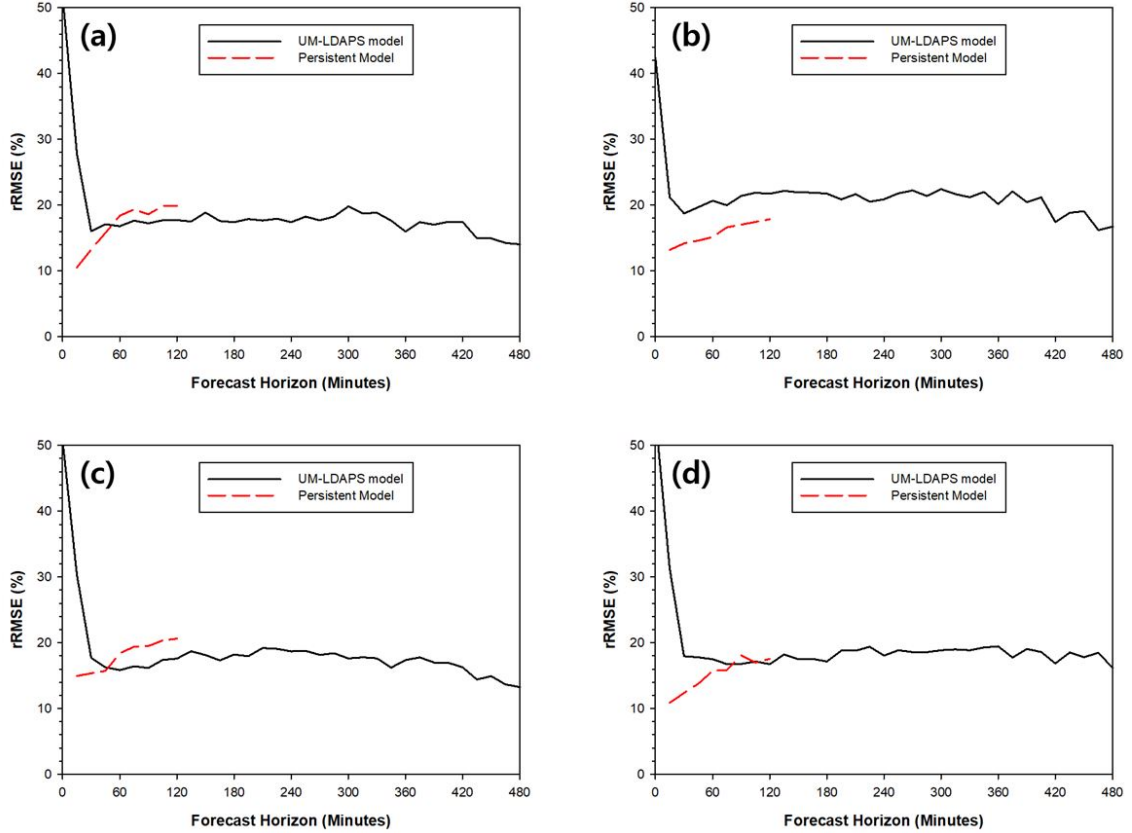 (a)
UM-LDAPS model
Persistent Model
50
40
30
20
10
0
rRMSE (%)
0 60 120 180 240 300 360 420 480
Forecast Horizon (Minutes)
(b)
UM-LDAPS model
Persistent Model
50
40
30
20
10
0
rRMSE (%)
0 60 120 180 240 300 360 420 480
Forecast Horizon (Minutes)
(c)
UM-LDAPS model
Persistent Model
50
40
30
20
10
0
rRMSE (%)
0 60 120 180 240 300 360 420 480
Forecast Horizon (Minutes)
(d)
UM-LDAPS model
Persistent Model
50
40
30
20
10
0
rRMSE (%)
0 60 120 180 240 300 360 420 480
Forecast Horizon (Minutes)